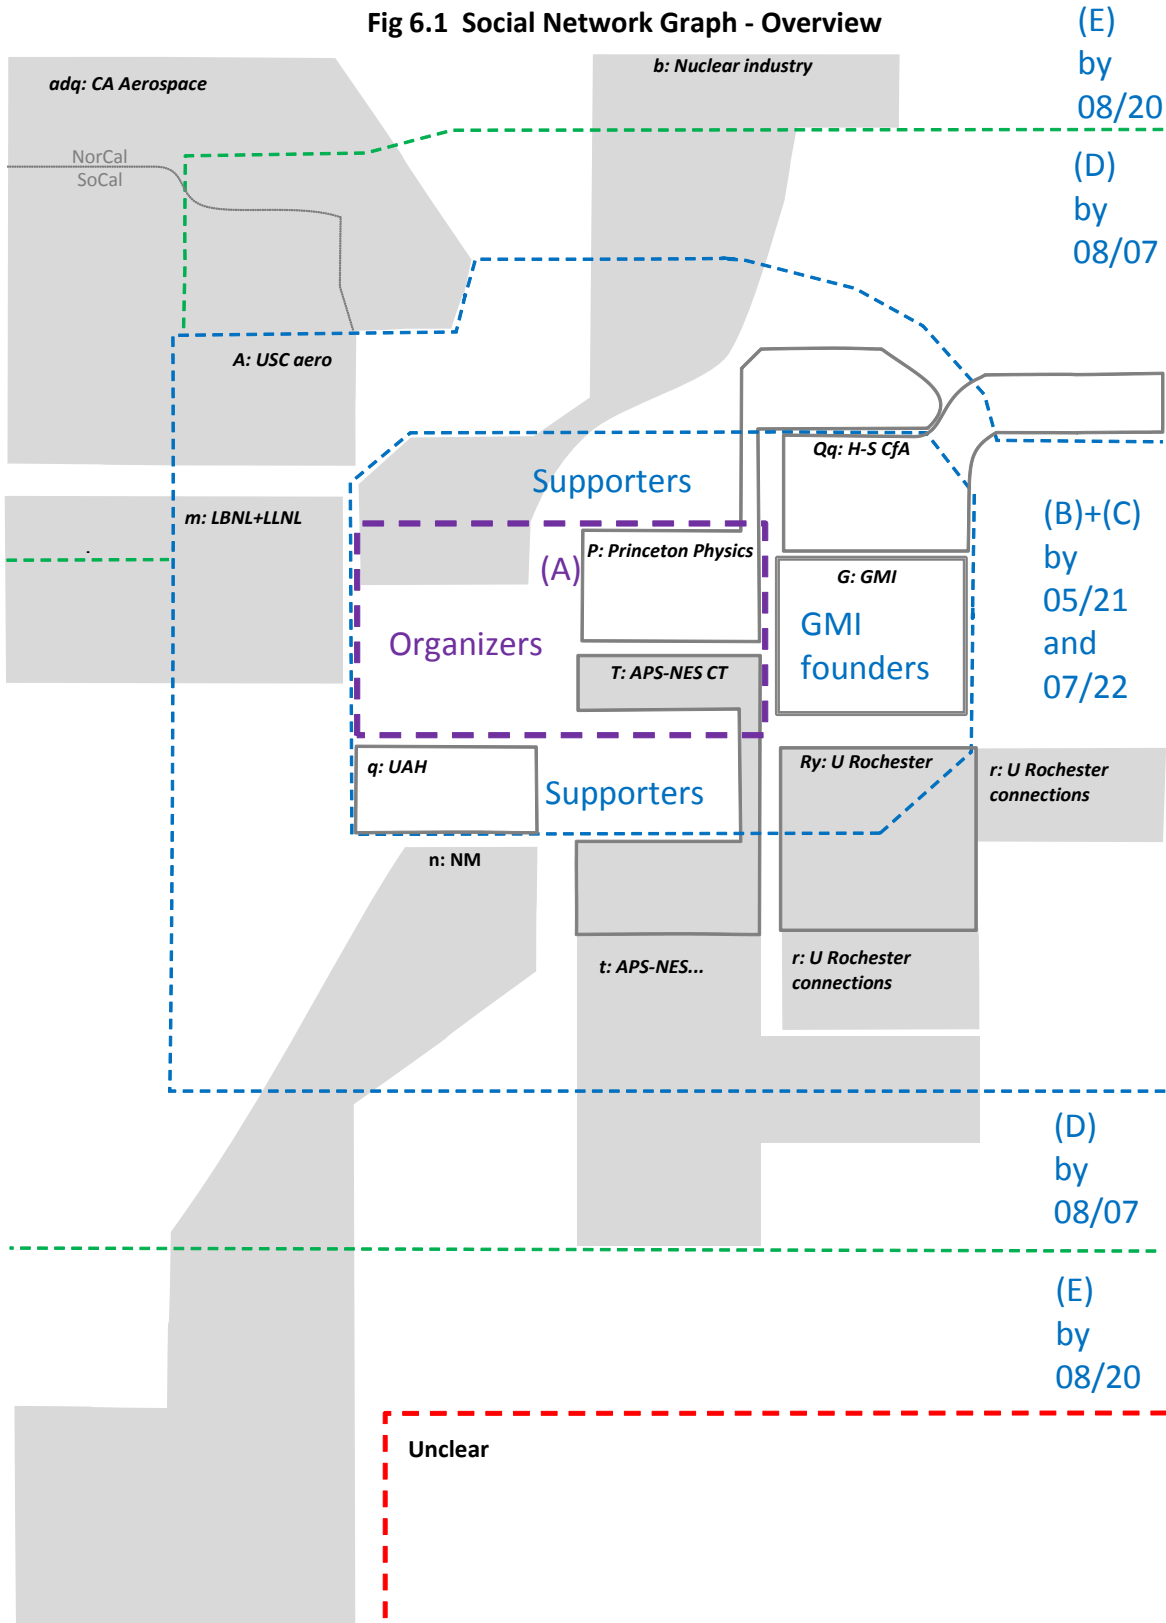 Fig 6.1 Social Network Graph - Overview
(E)
by
08/20
b: Nuclear industry
adq: CA Aerospace
NorCal
SoCal
(D)
by
08/07
A: USC aero
Qq: H-S CfA
Supporters
m: LBNL+LLNL
(B)+(C)
by
05/21
and
07/22
P: Princeton Physics
(A)
G: GMI
Organizers
GMI
founders
T: APS-NES CT
q: UAH
Supporters
Ry: U Rochester
r: U Rochester
connections
n: NM
t: APS-NES...
r: U Rochester
connections
(D)
by
08/07
(E)
by
08/20
Unclear